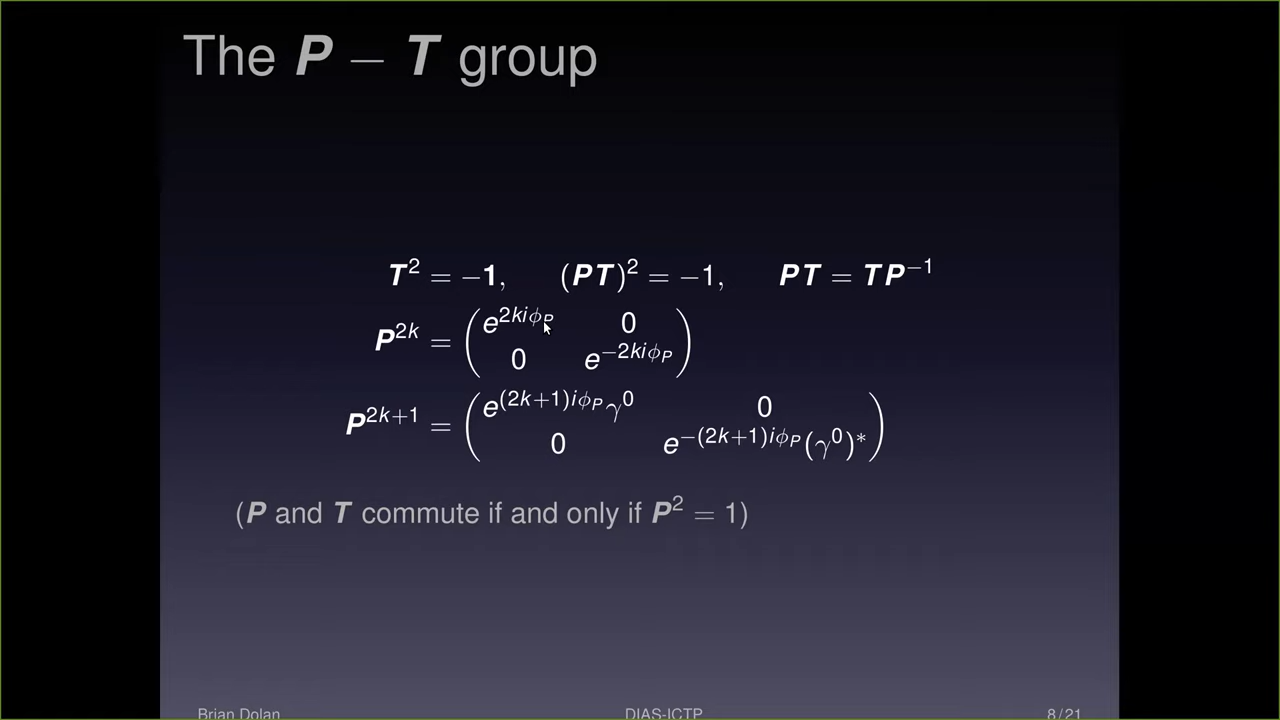 The P − T group
T² = −1, (PT)² = −1, PT = TP⁻¹
P²ᵏ = ( e^{2kiϕ_P} 0
0 e^{−2kiϕ_P} )
P²ᵏ⁺¹ = ( e^{(2k+1)iϕ_P} γ⁰ 0
0 e^{−(2k+1)iϕ_P} (γ⁰)* )
(P and T commute if and only if P² = 1)
Brian Dolan DIAS-ICTP 8/21